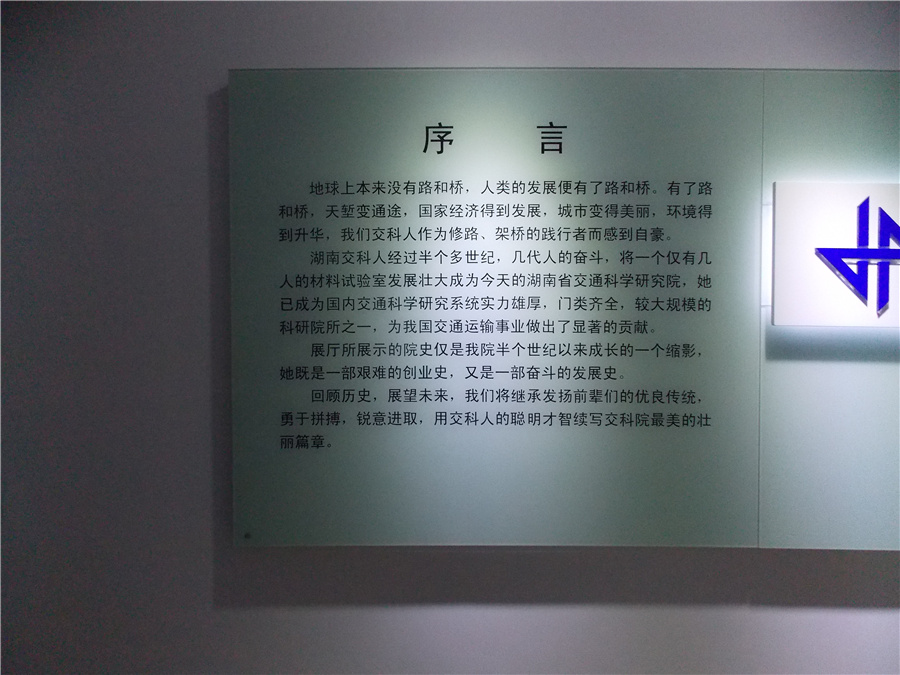 序 言
地球上本来没有路和桥，人类的发展便有了路和桥。有了路
和桥，天堑变通途，国家经济得到发展，城市变得美丽，环境得
到升华，我们交科人作为修路、架桥的践行者而感到自豪。
湖南交科人经过半个多世纪，几代人的奋斗，将一个仅有几
人的材料试验室发展壮大成为今天的湖南省交通科学研究院，她
已成为国内交通科学研究系统实力雄厚，门类齐全，较大规模的
科研院所之一，为我国交通运输事业做出了显著的贡献。
展厅所展示的院史仅是我院半个世纪以来成长的一个缩影，
她既是一部艰难的创业史，又是一部奋斗的发展史。
回顾历史，展望未来，我们将继承发扬前辈们的优良传统，
勇于拼搏，锐意进取，用交科人的聪明才智续写交科院最美的壮
丽篇章。